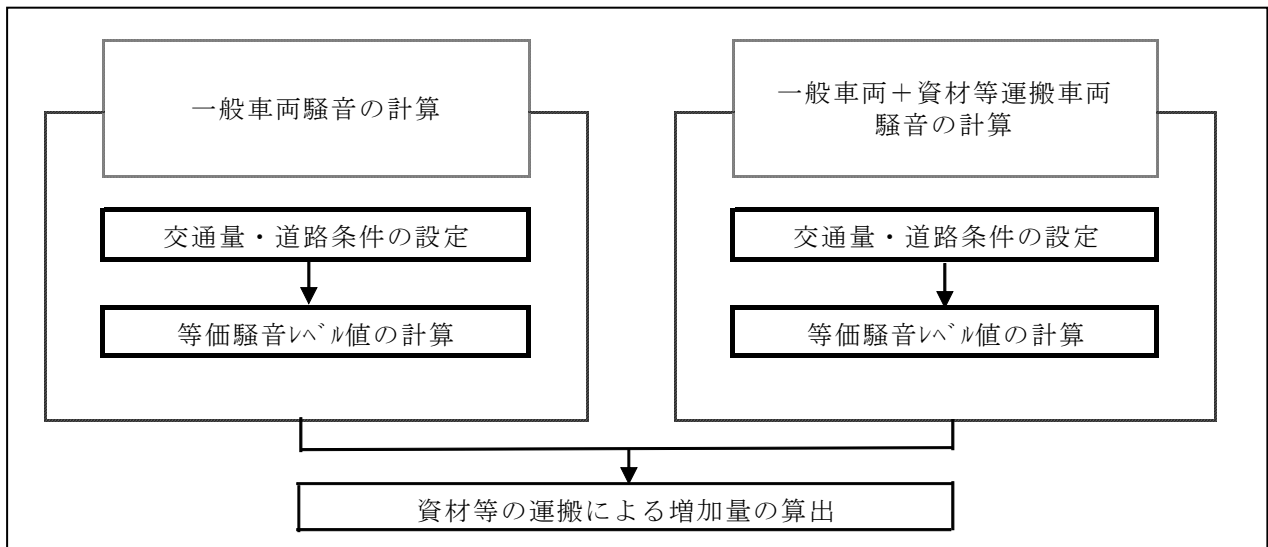 一般車両騒音の計算
交通量・道路条件の設定
等価騒音ﾚﾍﾞﾙ値の計算
一般車両＋資材等運搬車両
騒音の計算
交通量・道路条件の設定
等価騒音ﾚﾍﾞﾙ値の計算
資材等の運搬による増加量の算出